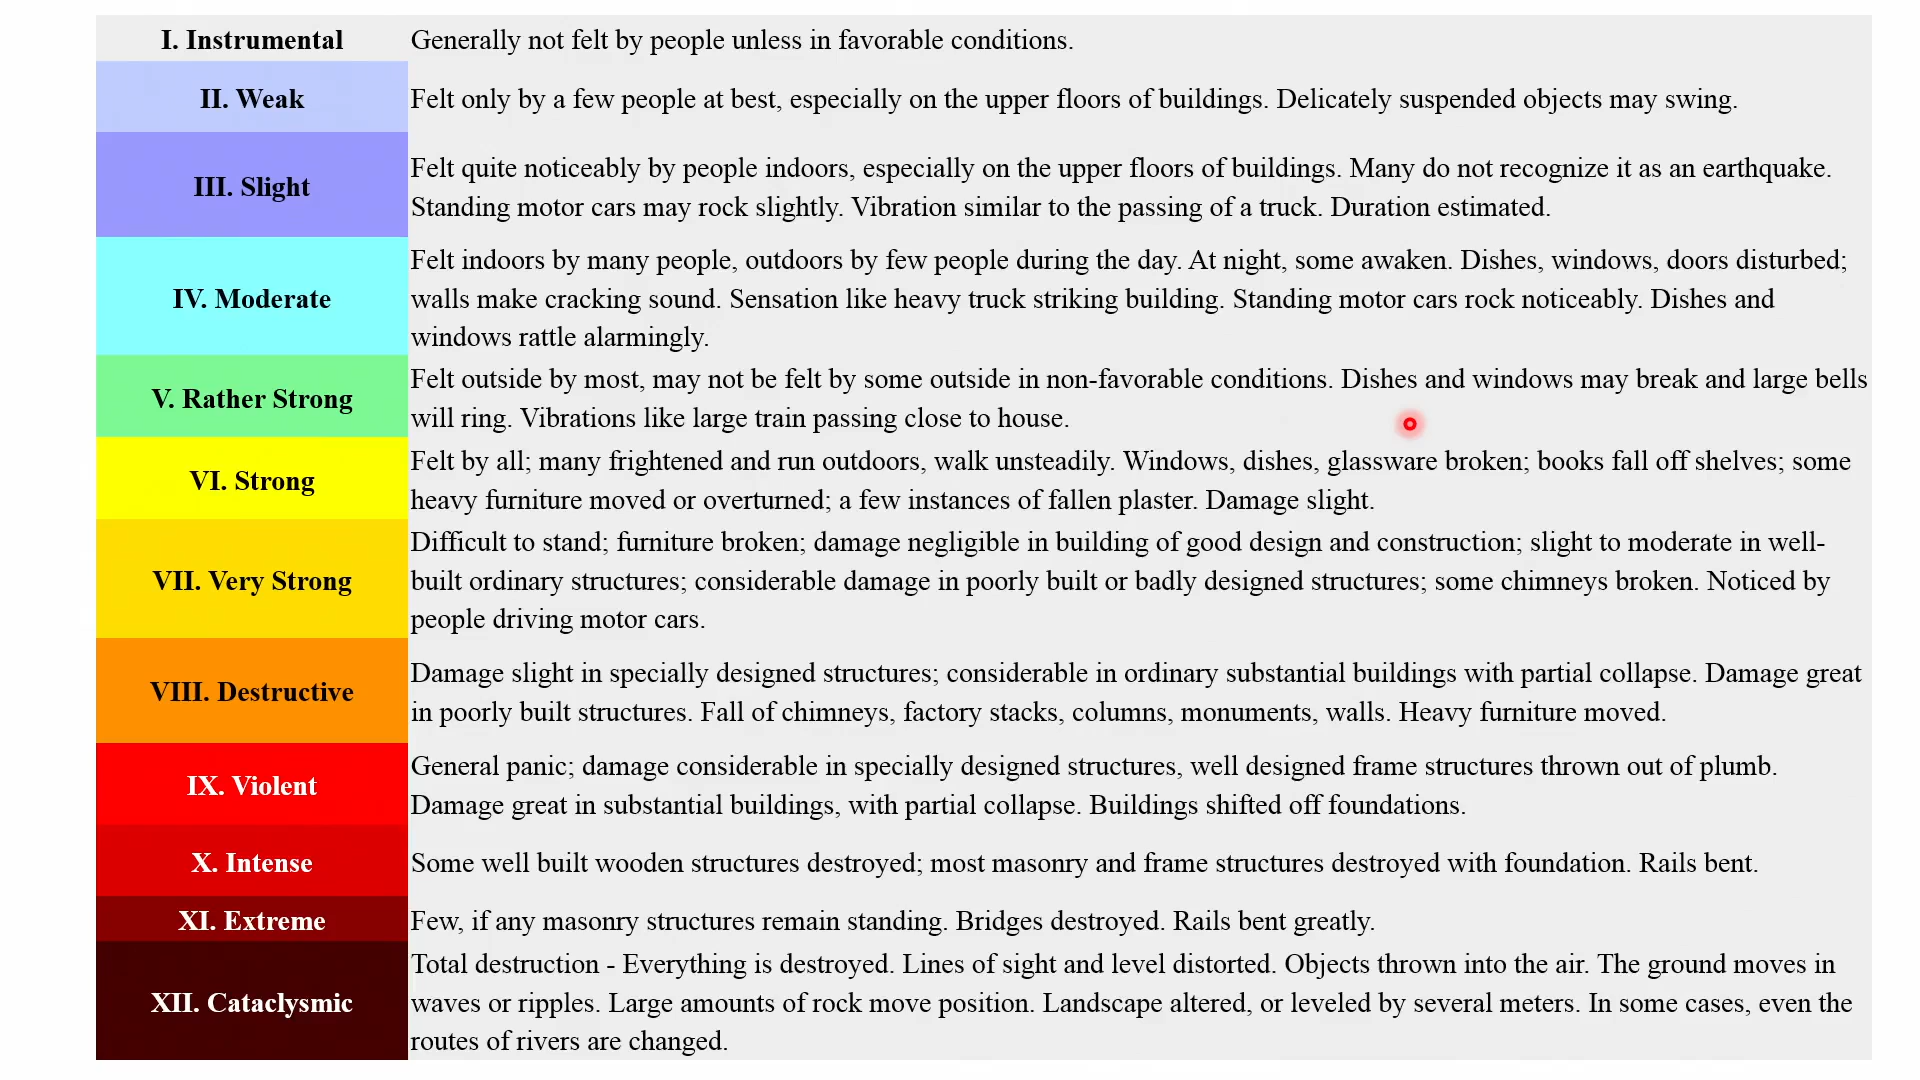 I. Instrumental
Generally not felt by people unless in favorable conditions.
II. Weak
Felt only by a few people at best, especially on the upper floors of buildings. Delicately suspended objects may swing.
III. Slight
Felt quite noticeably by people indoors, especially on the upper floors of buildings. Many do not recognize it as an earthquake.
Standing motor cars may rock slightly. Vibration similar to the passing of a truck. Duration estimated.
IV. Moderate
Felt indoors by many people, outdoors by few people during the day. At night, some awaken. Dishes, windows, doors disturbed;
walls make cracking sound. Sensation like heavy truck striking building. Standing motor cars rock noticeably. Dishes and
windows rattle alarmingly.
V. Rather Strong
Felt outside by most, may not be felt by some outside in non-favorable conditions. Dishes and windows may break and large bells
will ring. Vibrations like large train passing close to house.
VI. Strong
Felt by all; many frightened and run outdoors, walk unsteadily. Windows, dishes, glassware broken; books fall off shelves; some
heavy furniture moved or overturned; a few instances of fallen plaster. Damage slight.
VII. Very Strong
Difficult to stand; furniture broken; damage negligible in building of good design and construction; slight to moderate in well-
built ordinary structures; considerable damage in poorly built or badly designed structures; some chimneys broken. Noticed by
people driving motor cars.
VIII. Destructive
Damage slight in specially designed structures; considerable in ordinary substantial buildings with partial collapse. Damage great
in poorly built structures. Fall of chimneys, factory stacks, columns, monuments, walls. Heavy furniture moved.
IX. Violent
General panic; damage considerable in specially designed structures, well designed frame structures thrown out of plumb.
Damage great in substantial buildings, with partial collapse. Buildings shifted off foundations.
X. Intense
Some well built wooden structures destroyed; most masonry and frame structures destroyed with foundation. Rails bent.
XI. Extreme
Few, if any masonry structures remain standing. Bridges destroyed. Rails bent greatly.
XII. Cataclysmic
Total destruction - Everything is destroyed. Lines of sight and level distorted. Objects thrown into the air. The ground moves in
waves or ripples. Large amounts of rock move position. Landscape altered, or leveled by several meters. In some cases, even the
routes of rivers are changed.